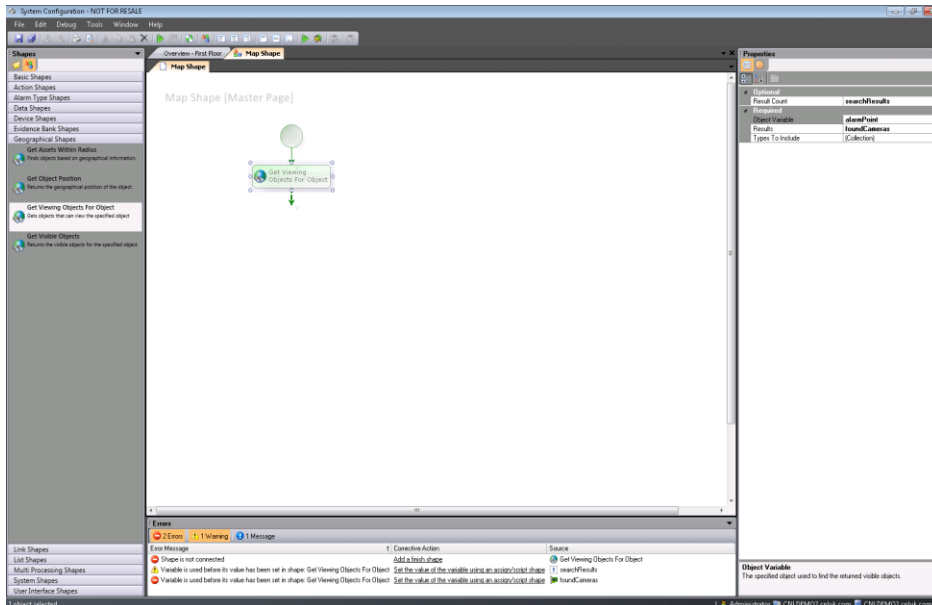 System Configuration - NOT FOR RESALE
File Edit Debug Tools Window Help
Shapes
Basic Shapes
Action Shapes
Alarm Type Shapes
Data Shapes
Device Shapes
Evidence Bank Shapes
Geographical Shapes
Get Assets Within Radius
Finds objects based on geographical information.
Get Object Position
Returns the geographical position of the object.
Get Viewing Objects For Object
Gets objects that can view the specified object
Get Visible Objects
Returns the visible objects for the specified object.
Link Shapes
List Shapes
Multi Processing Shapes
System Shapes
User Interface Shapes
Overview - First Floor
Map Shape
Map Shape
Map Shape [Master Page]
Get Viewing
Objects For Object
Properties
Optional
Result Count searchResults
Required
Object Variable alarmPoint
Results foundCameras
Types To Include (Collection)
Object Variable
The specified object used to find the returned visible objects.
Errors
2 Errors 1 Warning 1 Message
Error Message 1 Corrective Action Source
Shape is not connected Add a finish shape Get Viewing Objects For Object
Variable is used before its value has been set in shape: Get Viewing Objects For Object Set the value of the variable using an assign/script shape searchResults
Variable is used before its value has been set in shape: Get Viewing Objects For Object Set the value of the variable using an assign/script shape foundCameras
1 object selected
Administrator CNLDEMO2.cnluk.com CNLDEMO2.cnluk.com